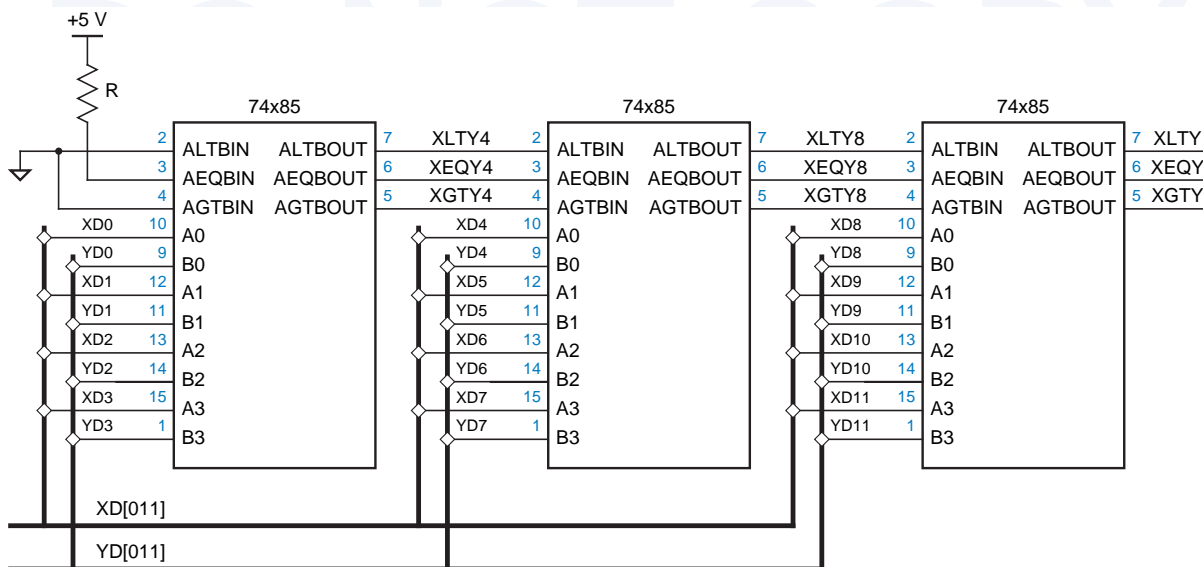 +5 V
R
74x85 74x85 74x85
2 ALTBIN ALTBOUT 7 XLTY4 2 ALTBIN ALTBOUT 7 XLTY8 2 ALTBIN ALTBOUT 7 XLTY
3 AEQBIN AEQBOUT 6 XEQY4 3 AEQBIN AEQBOUT 6 XEQY8 3 AEQBIN AEQBOUT 6 XEQY
4 AGTBIN AGTBOUT 5 XGTY4 4 AGTBIN AGTBOUT 5 XGTY8 4 AGTBIN AGTBOUT 5 XGTY
XD0 10 A0 XD4 10 A0 XD8 10 A0
YD0 9 B0 YD4 9 B0 YD8 9 B0
XD1 12 A1 XD5 12 A1 XD9 12 A1
YD1 11 B1 YD5 11 B1 YD9 11 B1
XD2 13 A2 XD6 13 A2 XD10 13 A2
YD2 14 B2 YD6 14 B2 YD10 14 B2
XD3 15 A3 XD7 15 A3 XD11 15 A3
YD3 1 B3 YD7 1 B3 YD11 1 B3
XD[011]
YD[011]